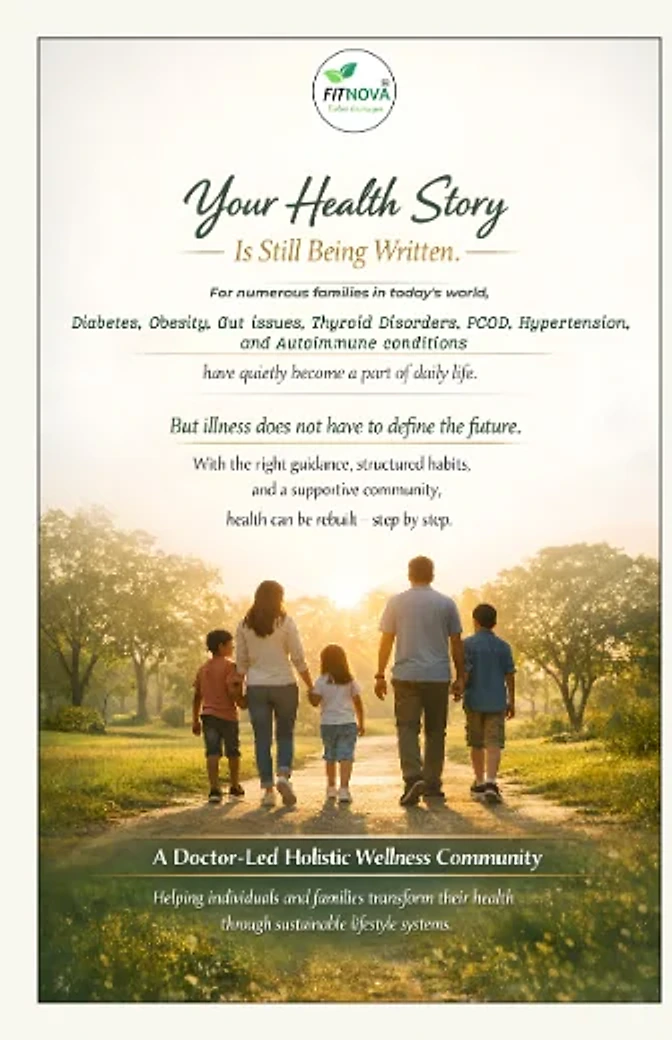 FITNOVA
Your Health Story
Is Still Being Written.
For numerous families in today's world,
Diabetes, Obesity, Gut issues, Thyroid Disorders, PCOD, Hypertension,
and Autoimmune conditions
have quietly become a part of daily life.
But illness does not have to define the future.
With the right guidance, structured habits,
and a supportive community,
health can be rebuilt – step by step.
A Doctor-Led Holistic Wellness Community
Helping individuals and families transform their health
through sustainable lifestyle systems.